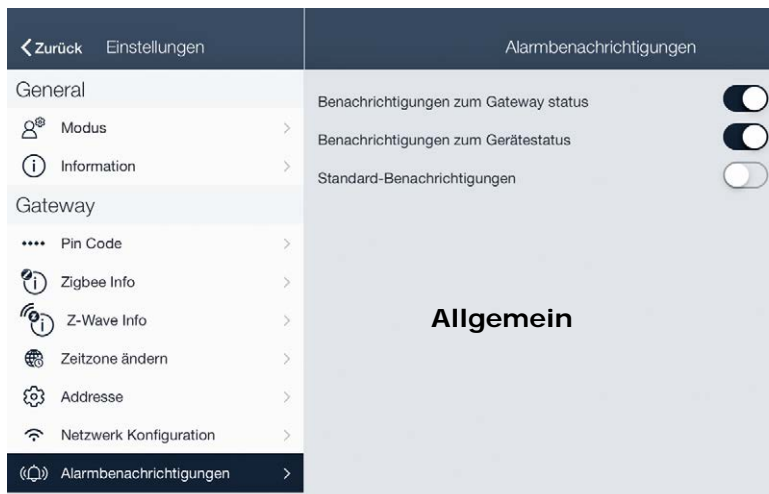 Zurück Einstellungen
Alarmbenachrichtigungen
General
Modus
Information
Gateway
Pin Code
Zigbee Info
Z-Wave Info
Zeitzone ändern
Addresse
Netzwerk Konfiguration
Alarmbenachrichtigungen
Benachrichtigungen zum Gateway status
Benachrichtigungen zum Gerätestatus
Standard-Benachrichtigungen
Allgemein